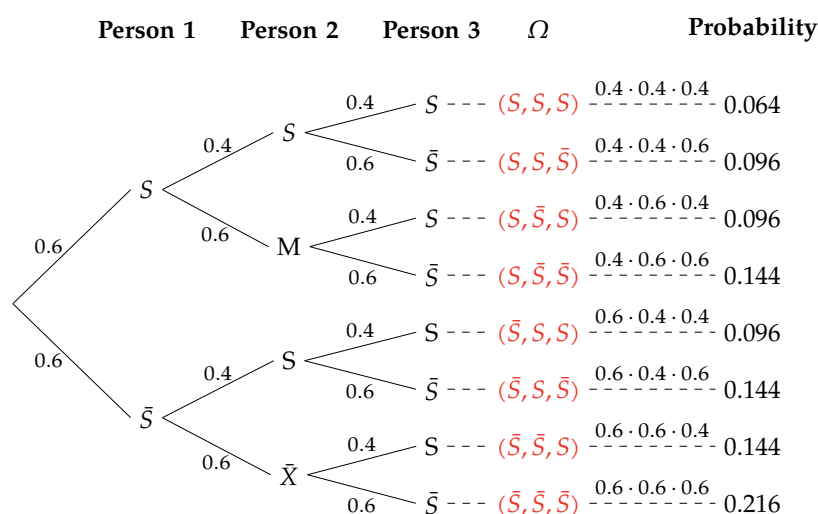 Person 1 Person 2 Person 3 Ω Probability
0.4 S (S, S, S) 0.4 · 0.4 · 0.4 0.064
0.4 S
0.6 S̄ (S, S, S̄) 0.4 · 0.4 · 0.6 0.096
S
0.4 S (S, S̄, S) 0.4 · 0.6 · 0.4 0.096
0.6 0.6 M
0.6 S̄ (S, S̄, S̄) 0.4 · 0.6 · 0.6 0.144
0.4 S (S̄, S, S) 0.6 · 0.4 · 0.4 0.096
0.6 0.4 S
0.6 S̄ (S̄, S, S̄) 0.6 · 0.4 · 0.6 0.144
S̄
0.4 S (S̄, S̄, S) 0.6 · 0.6 · 0.4 0.144
0.6 X̄
0.6 S̄ (S̄, S̄, S̄) 0.6 · 0.6 · 0.6 0.216